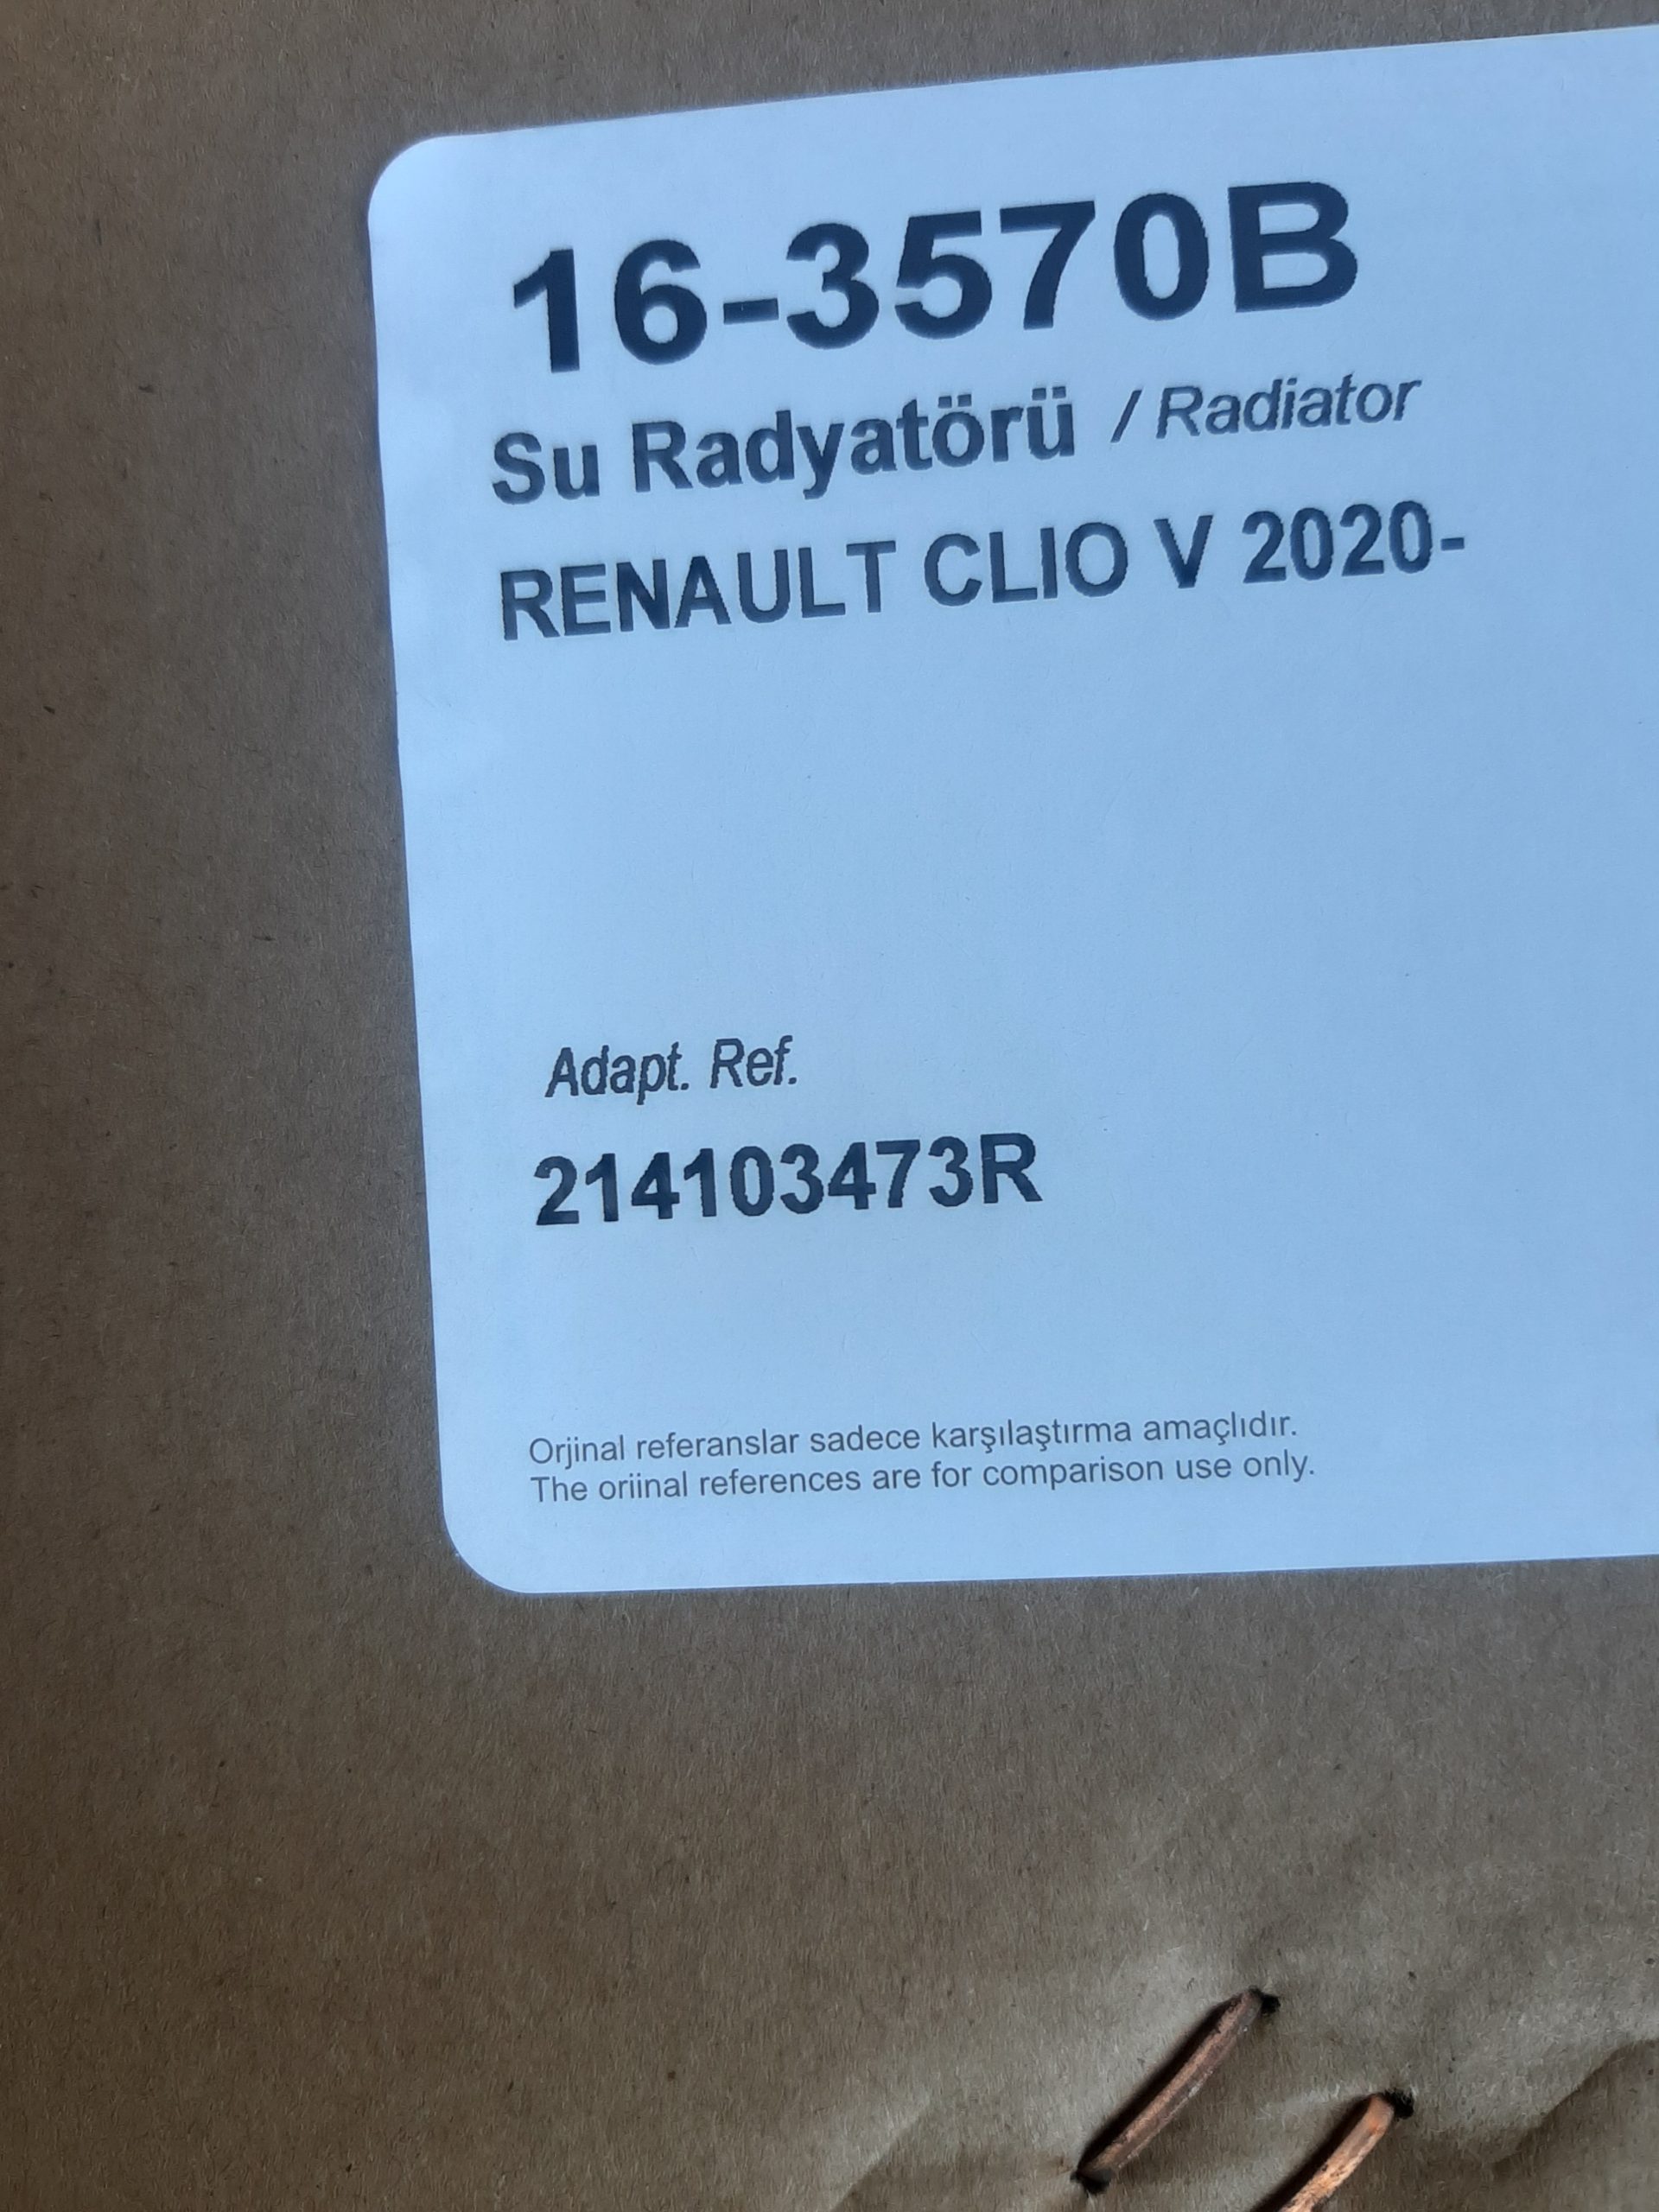 16-3570B
Su Radyatörü / Radiator
RENAULT CLIO V 2020-
Adapt. Ref.
214103473R
Orjinal referanslar sadece karşılaştırma amaçlıdır.
The oriinal references are for comparison use only.